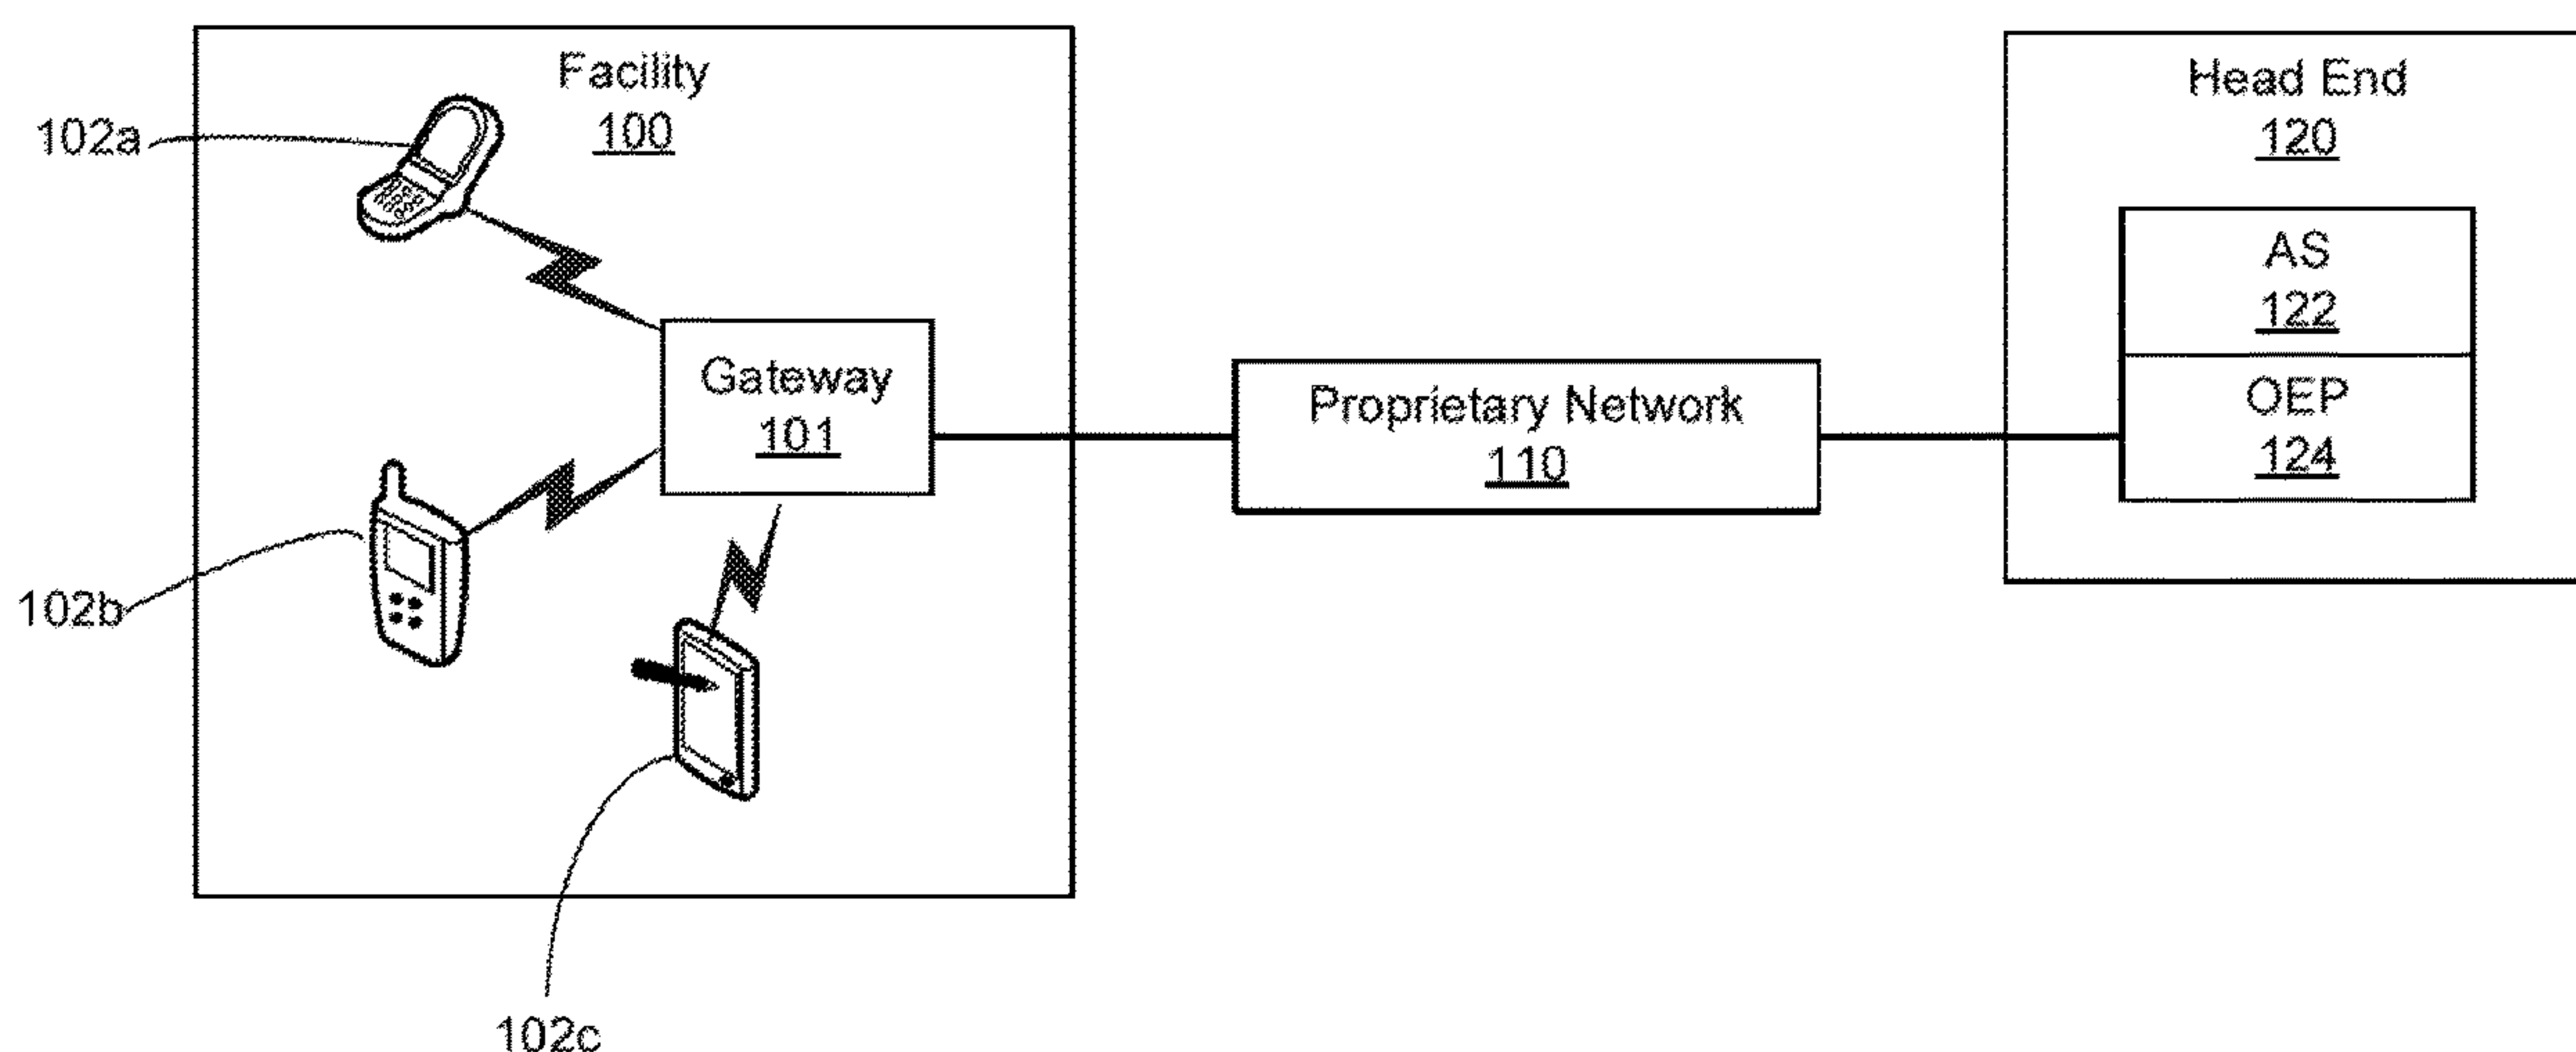 Facility
100
102a
Gateway
101
102b
102c
Proprietary Network
110
Head End
120
AS
122
OEP
124